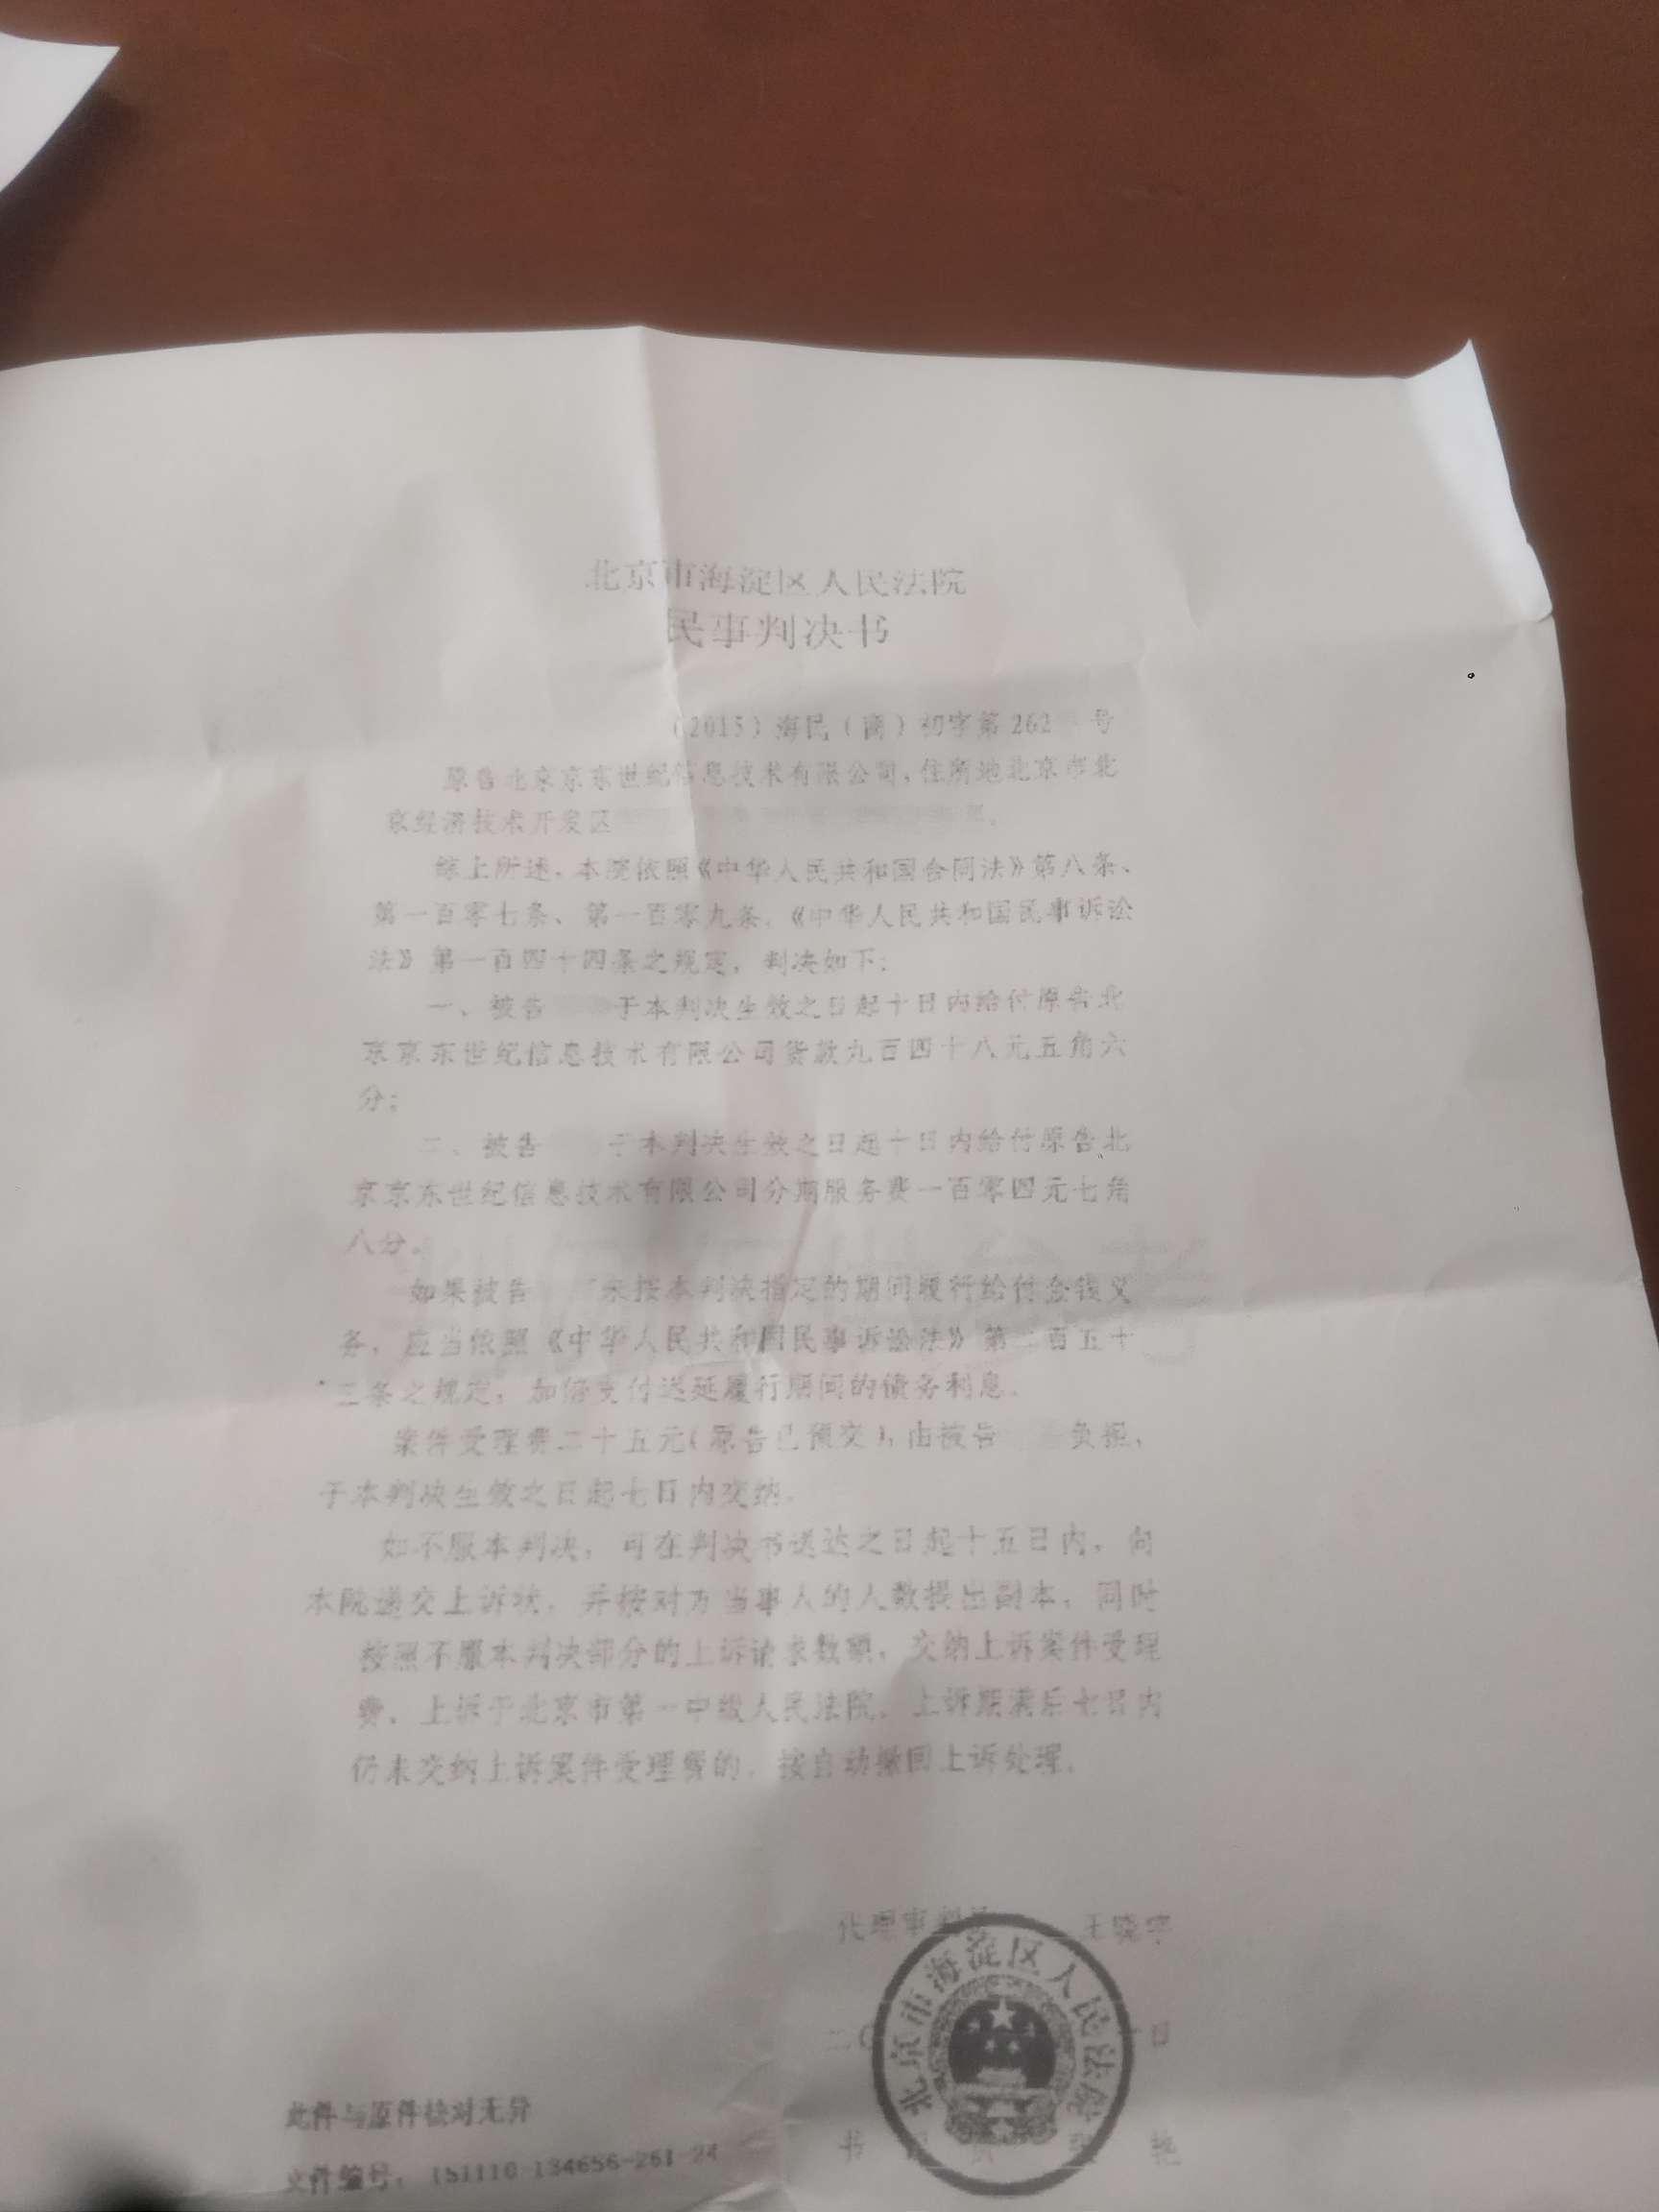 北京市海淀区人民法院
民事判决书
（2015）海民（商）初字第262 号
原告北京京东世纪信息技术有限公司，住所地北京市北
京经济技术开发区
综上所述，本院依照《中华人民共和国合同法》第八条、
第一百零七条、第一百零九条，《中华人民共和国民事诉讼
法》第一百四十四条之规定，判决如下：
一、被告 于本判决生效之日起十日内给付原告北
京京东世纪信息技术有限公司货款九百四十八元五角六
分；
二、被告 于本判决生效之日起十日内给付原告北
京京东世纪信息技术有限公司分期服务费一百零四元七角
八分。
如果被告 未按本判决指定的期间履行给付金钱义
务，应当依照《中华人民共和国民事诉讼法》第二百五十
三条之规定，加倍支付迟延履行期间的债务利息。
案件受理费二十五元（原告已预交），由被告 负担，
于本判决生效之日起七日内交纳。
如不服本判决，可在判决书送达之日起十五日内，向
本院递交上诉状，并按对方当事人的人数提出副本，同时
按照不服本判决部分的上诉请求数额，交纳上诉案件受理
费，上诉于北京市第一中级人民法院。上诉期满后七日内
仍未交纳上诉案件受理费的，按自动撤回上诉处理。
代理审判员 王晓宇
北京市海淀区人民法院
日
书
此件与原件核对无异
文件编号：151110-134656-261-24